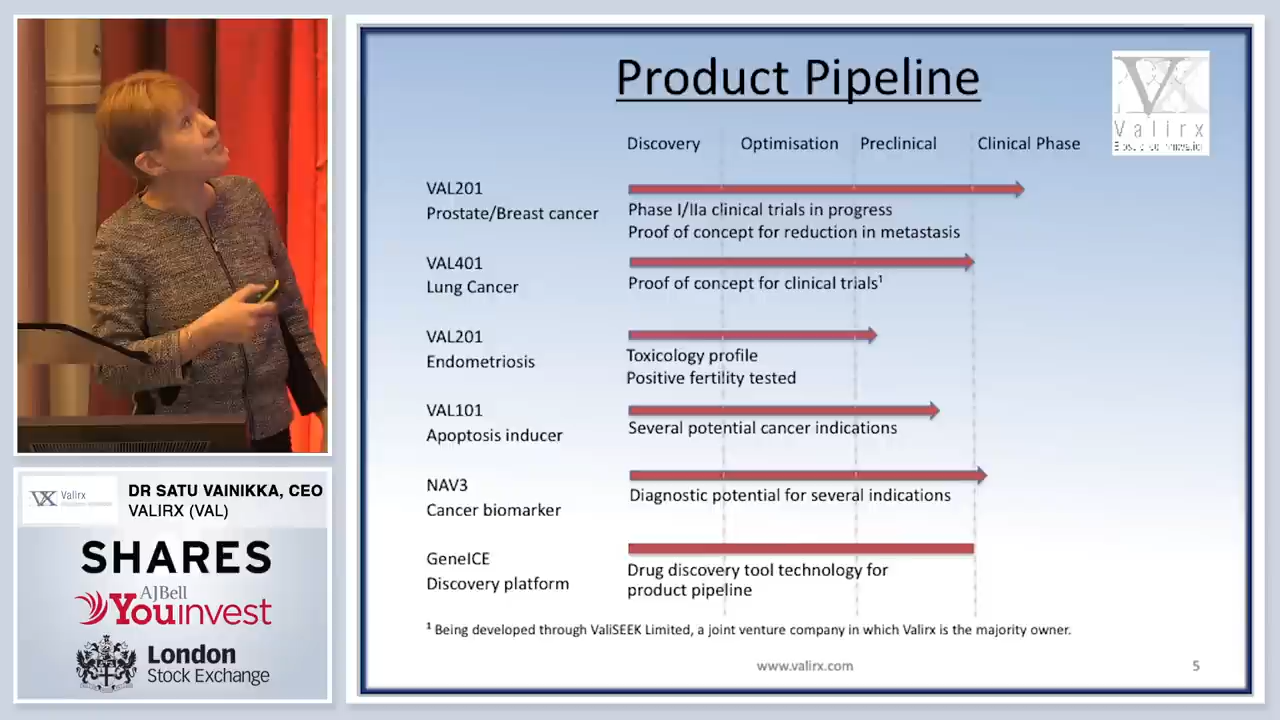 Product Pipeline
Valirx
Discovery Optimisation Preclinical Clinical Phase
VAL201
Prostate/Breast cancer
Phase I/IIa clinical trials in progress
Proof of concept for reduction in metastasis
VAL401
Lung Cancer
Proof of concept for clinical trials¹
VAL201
Endometriosis
Toxicology profile
Positive fertility tested
VAL101
Apoptosis inducer
Several potential cancer indications
NAV3
Cancer biomarker
Diagnostic potential for several indications
GeneICE
Discovery platform
Drug discovery tool technology for
product pipeline
¹ Being developed through ValiSEEK Limited, a joint venture company in which Valirx is the majority owner.
www.valirx.com
5
VX Valirx
DR SATU VAINIKKA, CEO
VALIRX (VAL)
SHARES
AJBell
Youinvest
London
Stock Exchange